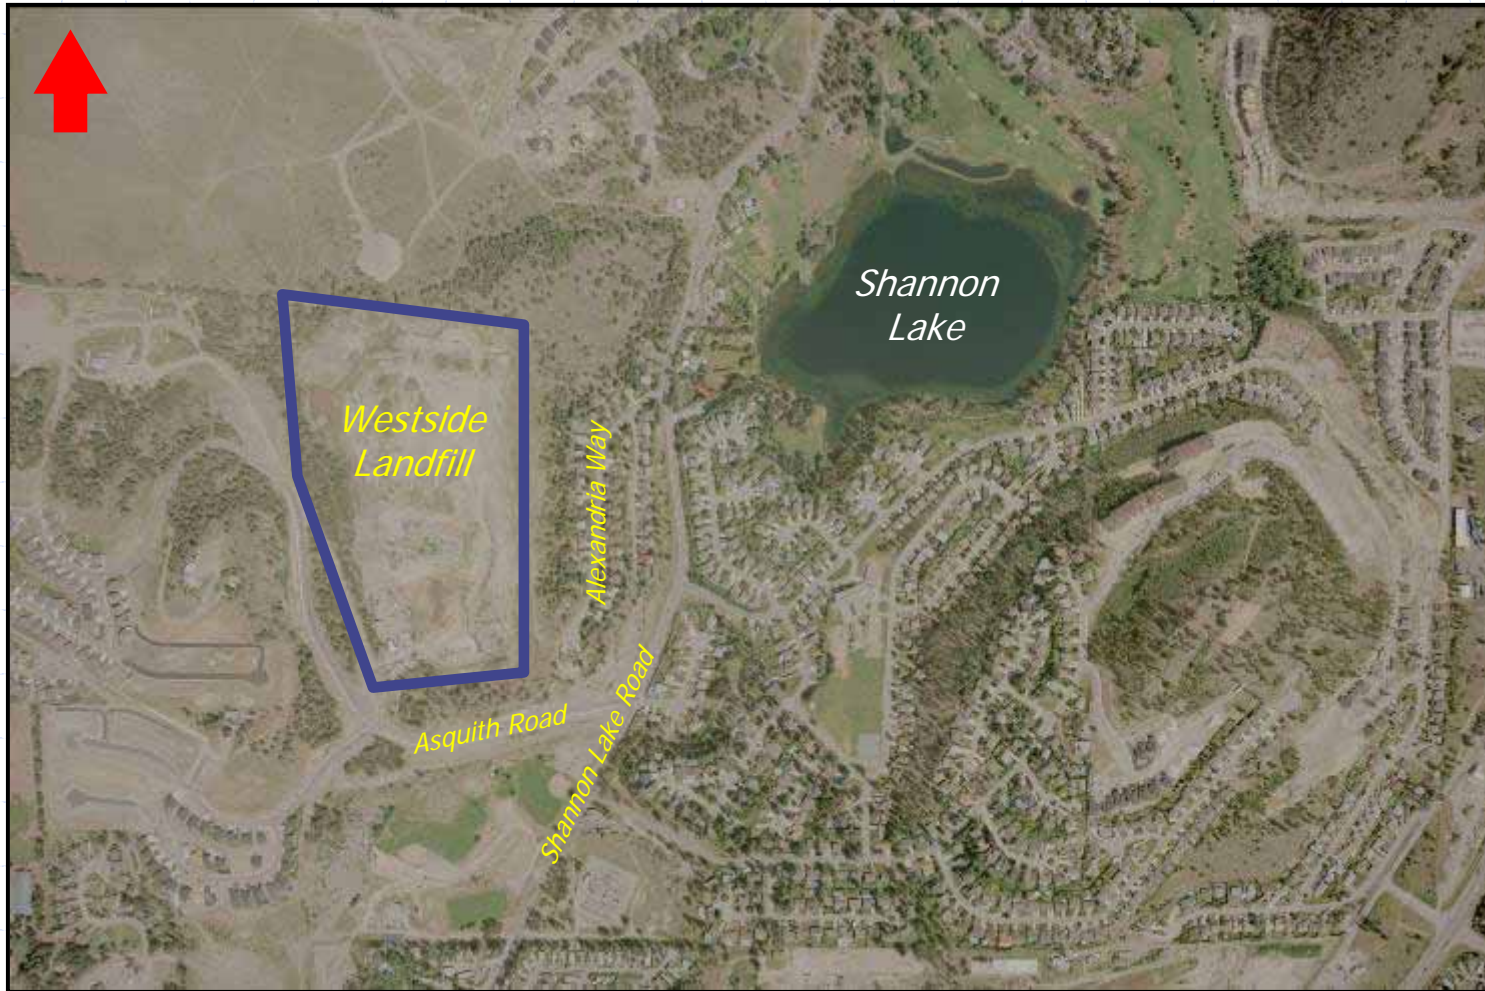 Shannon
Lake
Westside
Landfill
Alexandria Way
Asquith Road
Shannon Lake Road